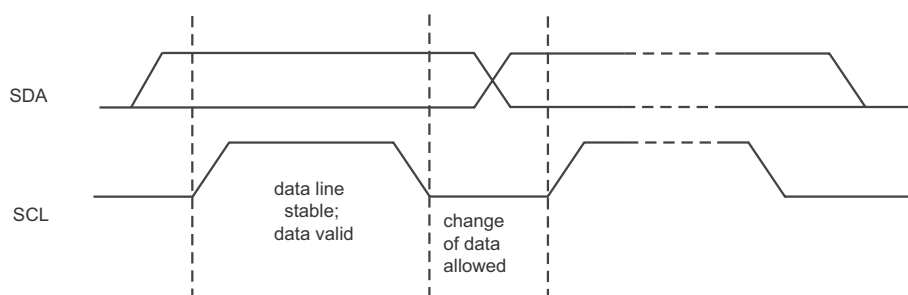 SDA
SCL
data line
stable;
data valid
change
of data
allowed